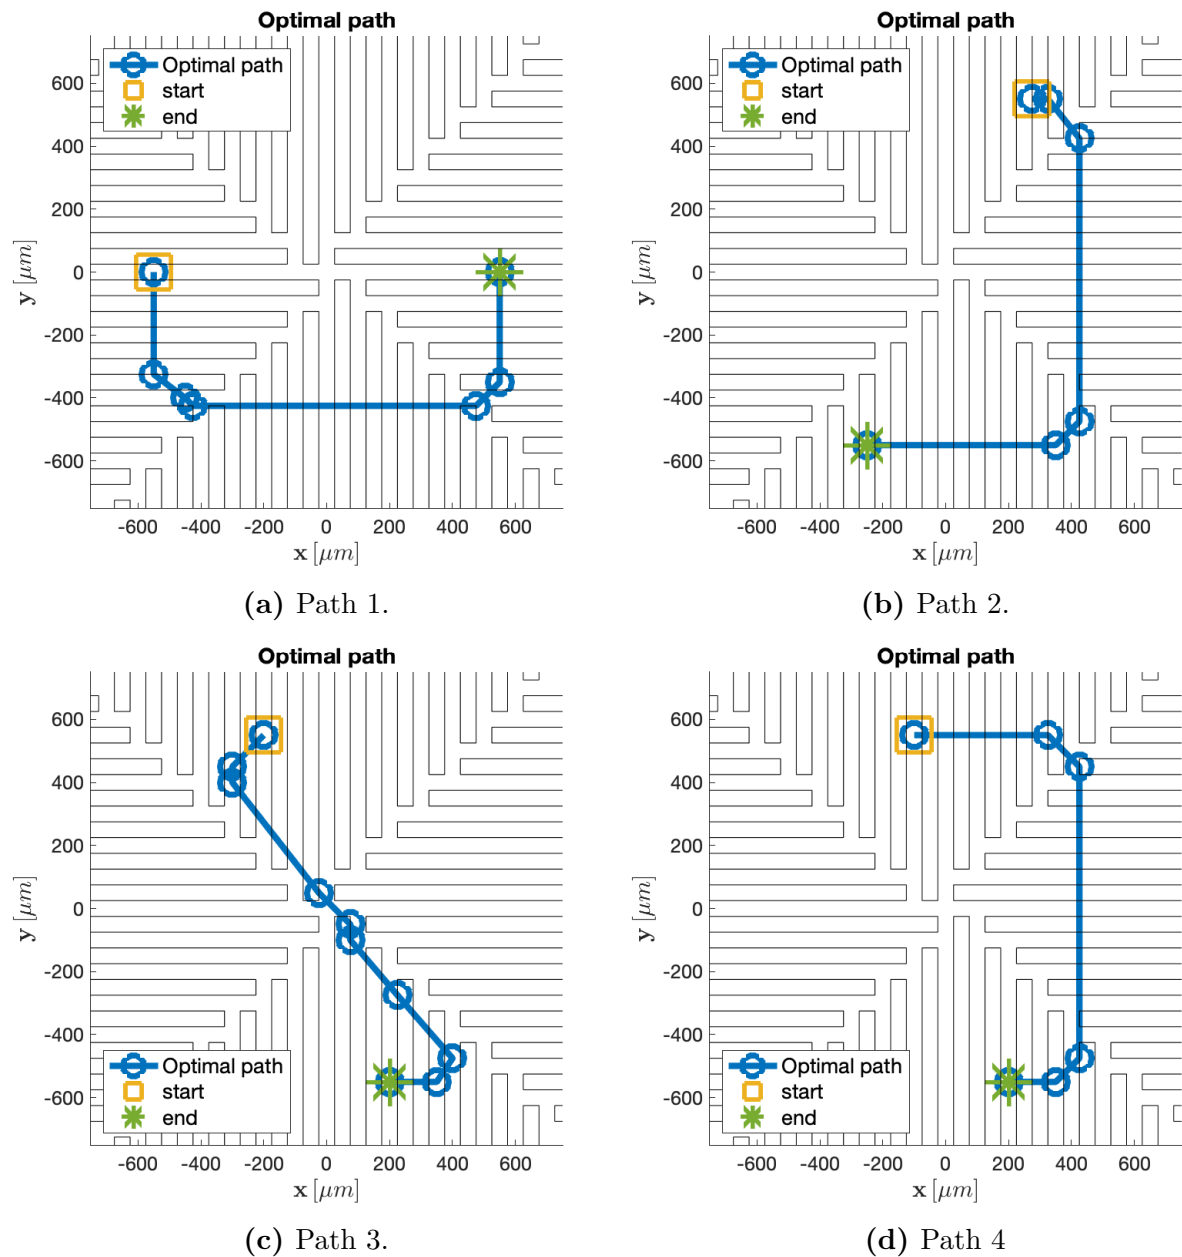 Optimal path
Optimal path
start
end
600
400
200
0
-200
-400
-600
y [μm]
-600 -400 -200 0 200 400 600
x [μm]
(a) Path 1.
Optimal path
Optimal path
start
end
600
400
200
0
-200
-400
-600
y [μm]
-600 -400 -200 0 200 400 600
x [μm]
(b) Path 2.
Optimal path
600
400
200
0
-200
-400
-600
y [μm]
Optimal path
start
end
-600 -400 -200 0 200 400 600
x [μm]
(c) Path 3.
Optimal path
600
400
200
0
-200
-400
-600
y [μm]
Optimal path
start
end
-600 -400 -200 0 200 400 600
x [μm]
(d) Path 4